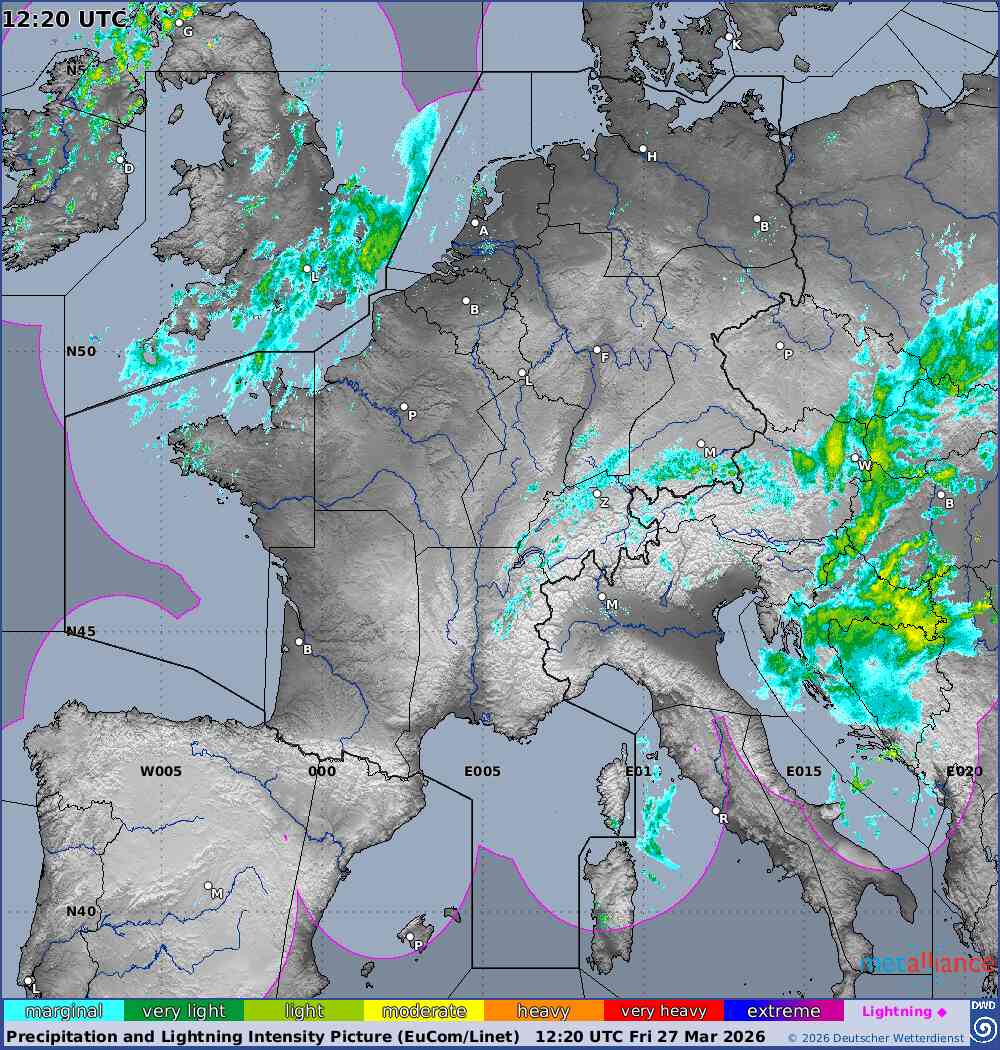 12:20 UTC
G
K
N5
D
H
A
B
B
L
N50
P
F
L
P
M
W
Z
B
M
N45
B
W005
000
E005
E01
E015
E020
R
N40
M
P
L
metalliance
marginal
very light
light
moderate
heavy
very heavy
extreme
Lightning ◆
DWD
Precipitation and Lightning Intensity Picture (EuCom/Linet) 12:20 UTC Fri 27 Mar 2026 © 2026 Deutscher Wetterdienst